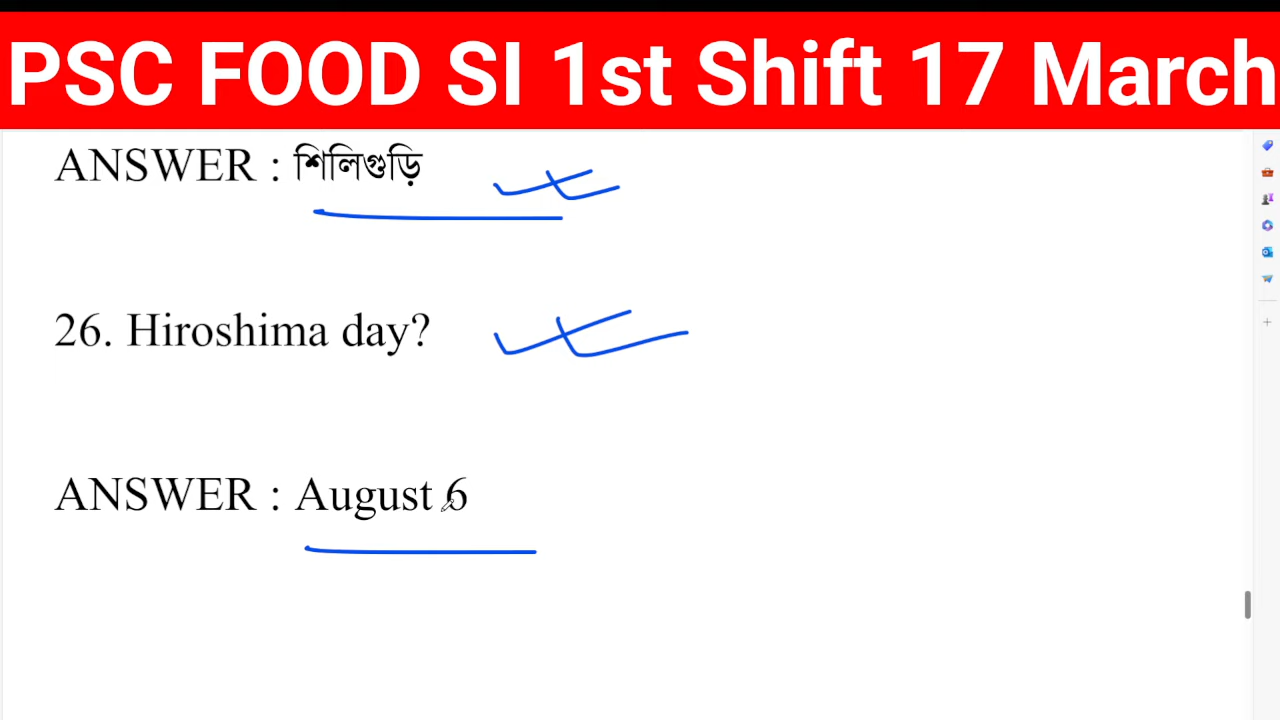 PSC FOOD SI 1st Shift 17 March
ANSWER : শিলিগুড়ি
26. Hiroshima day?
ANSWER : August 6